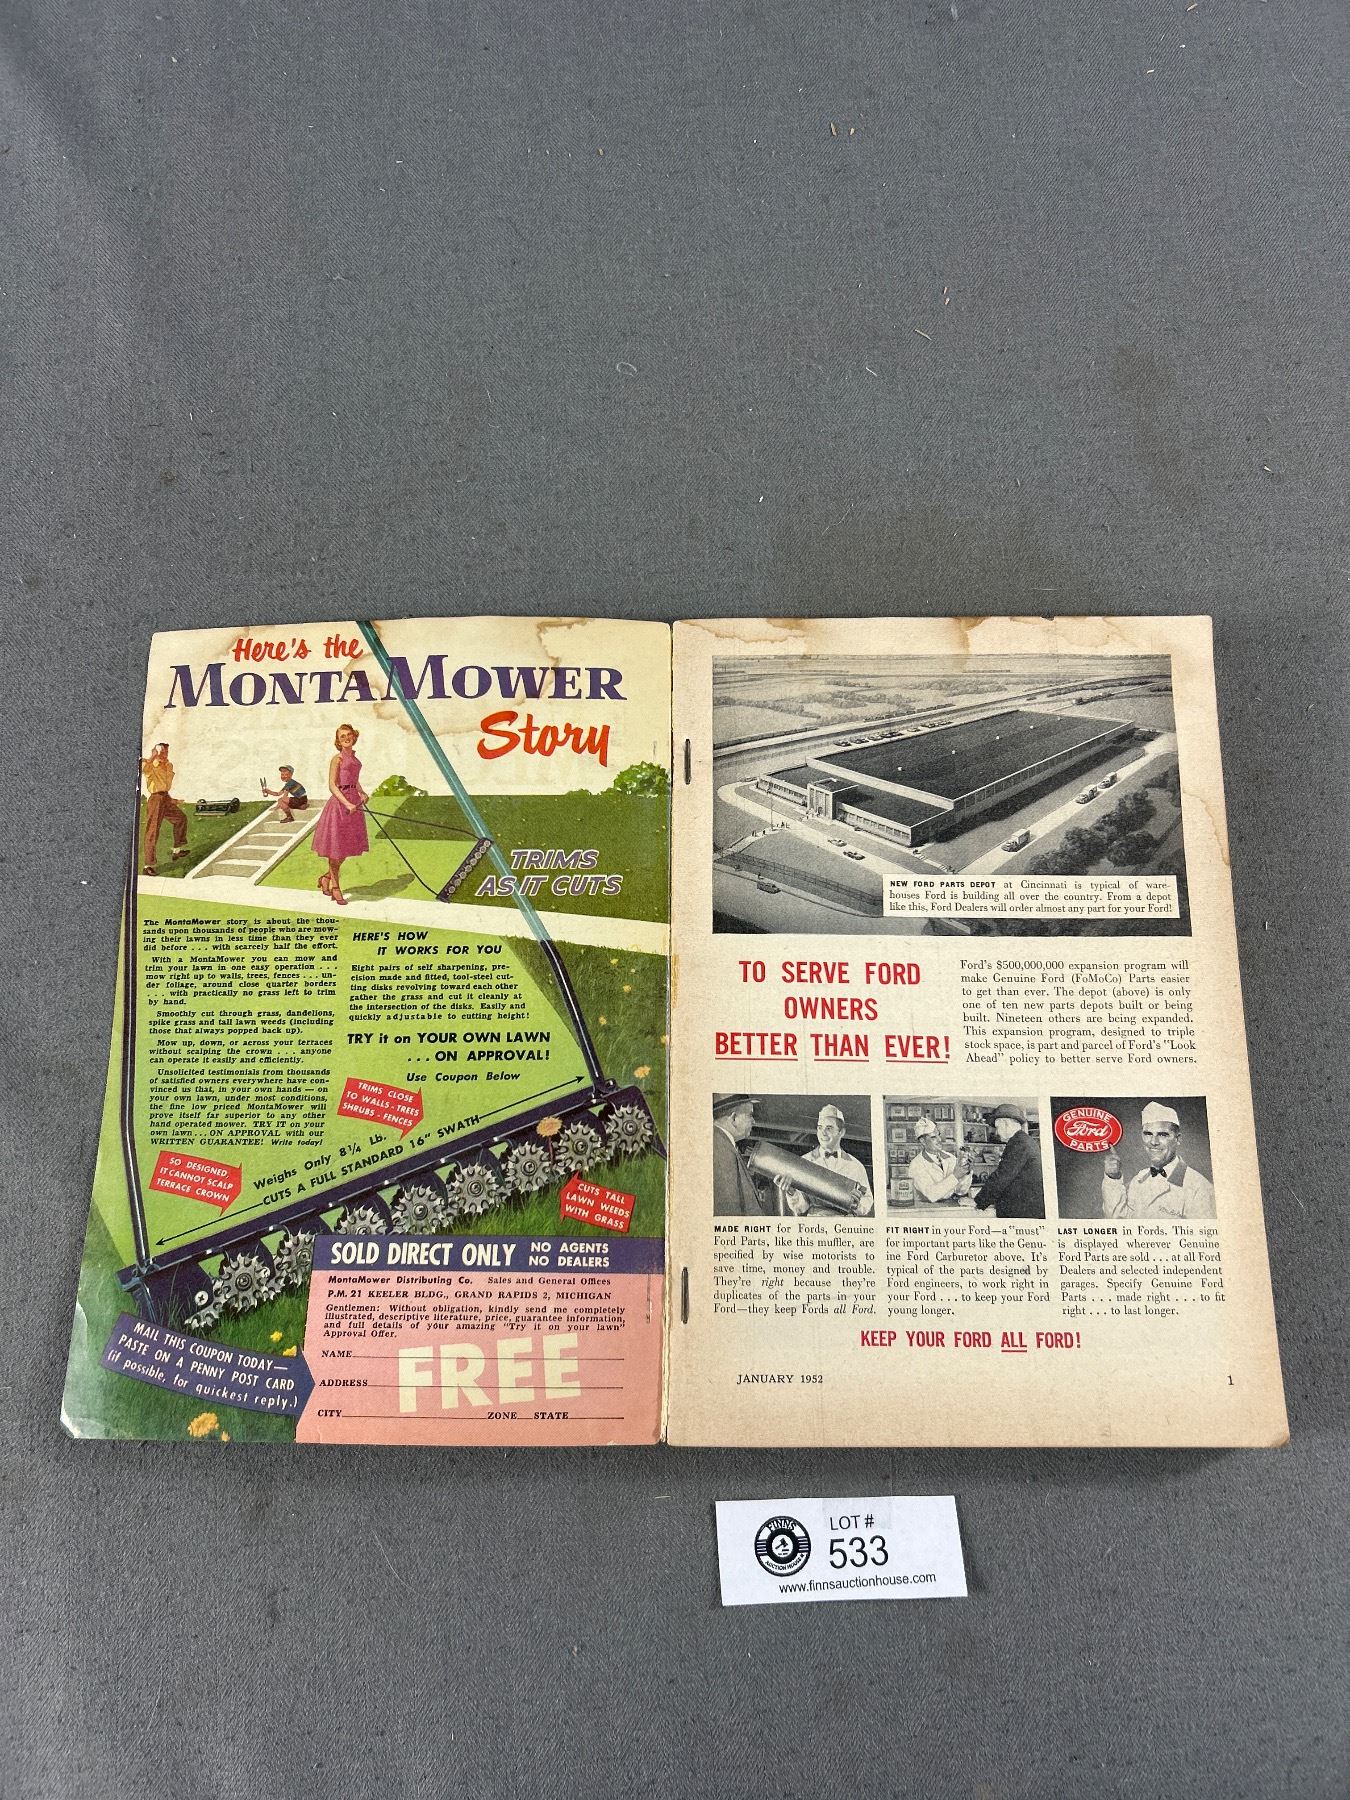 Here's the
MONTAMOWER
Story
TRIMS
AS IT CUTS
The MontaMower story is about the thou-
sands upon thousands of people who are mow-
ing their lawns in less time than they ever
did before . . . with scarcely half the effort.
With a MontaMower you can mow and
trim your lawn in one easy operation . . .
mow right up to walls, trees, fences . . . un-
der foliage, around close quarter borders
. . . with practically no grass left to trim
by hand.
Smoothly cut through grass, dandelions,
spike grass and tall lawn weeds (including
those that always popped back up).
Mow up, down, or across your terraces
without scalping the crown . . . anyone
can operate it easily and efficiently.
Unsolicited testimonials from thousands
of satisfied owners everywhere have con-
vinced us that, in your own hands — on
your own lawn, under most conditions,
the fine low priced MontaMower will
prove itself far superior to any other
hand operated mower. TRY IT on your
own lawn . . . ON APPROVAL with our
WRITTEN GUARANTEE! Write today!
HERE'S HOW
IT WORKS FOR YOU
Eight pairs of self sharpening, pre-
cision made and fitted, tool-steel cut-
ting disks revolving toward each other
gather the grass and cut it cleanly at
the intersection of the disks. Easily and
quickly adjustable to cutting height!
TRY it on YOUR OWN LAWN
. . . ON APPROVAL!
Use Coupon Below
TRIMS CLOSE
TO WALLS - TREES
SHRUBS - FENCES
SO DESIGNED,
IT CANNOT SCALP
TERRACE CROWN
Weighs Only 8¼ Lb.
CUTS A FULL STANDARD 16" SWATH
CUTS TALL
LAWN WEEDS
WITH GRASS
SOLD DIRECT ONLY
NO AGENTS
NO DEALERS
MontaMower Distributing Co. Sales and General Offices
P.M. 21 KEELER BLDG., GRAND RAPIDS 2, MICHIGAN
Gentlemen: Without obligation, kindly send me completely
illustrated, descriptive literature, price, guarantee information,
and full details of your amazing "Try it on your lawn"
Approval Offer.
FREE
NAME
ADDRESS
CITY ZONE STATE
MAIL THIS COUPON TODAY—
PASTE ON A PENNY POST CARD
(if possible, for quickest reply.)
NEW FORD PARTS DEPOT at Cincinnati is typical of ware-
houses Ford is building all over the country. From a depot
like this, Ford Dealers will order almost any part for your Ford!
TO SERVE FORD
OWNERS
BETTER THAN EVER!
Ford's $500,000,000 expansion program will
make Genuine Ford (FoMoCo) Parts easier
to get than ever. The depot (above) is only
one of ten new parts depots built or being
built. Nineteen others are being expanded.
This expansion program, designed to triple
stock space, is part and parcel of Ford's "Look
Ahead" policy to better serve Ford owners.
GENUINE
Ford
PARTS
MADE RIGHT for Fords, Genuine
Ford Parts, like this muffler, are
specified by wise motorists to
save time, money and trouble.
They're right because they're
duplicates of the parts in your
Ford—they keep Fords all Ford.
FIT RIGHT in your Ford—a "must"
for important parts like the Genu-
ine Ford Carburetor above. It's
typical of the parts designed by
Ford engineers, to work right in
your Ford . . . to keep your Ford
young longer.
LAST LONGER in Fords. This sign
is displayed wherever Genuine
Ford Parts are sold . . . at all Ford
Dealers and selected independent
garages. Specify Genuine Ford
Parts . . . made right . . . to fit
right . . . to last longer.
KEEP YOUR FORD ALL FORD!
JANUARY 1952
1
FINNS
AUCTION HOUSE
LOT #
533
www.finnsauctionhouse.com